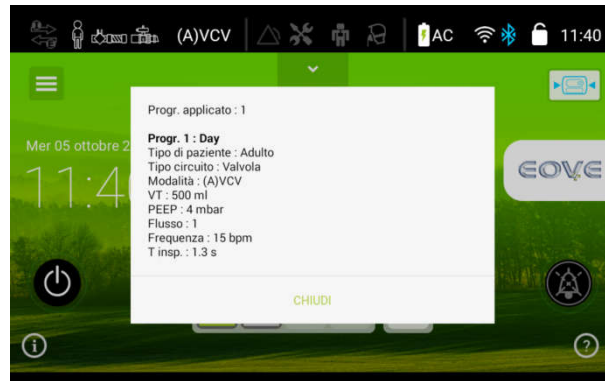 (A)VCV
AC
11:40
Progr. applicato : 1
Progr. 1 : Day
Tipo di paziente : Adulto
Tipo circuito : Valvola
Modalità : (A)VCV
VT : 500 ml
PEEP : 4 mbar
Flusso : 1
Frequenza : 15 bpm
T insp. : 1.3 s
CHIUDI
Mer 05 ottobre 2
11:4
EOVE